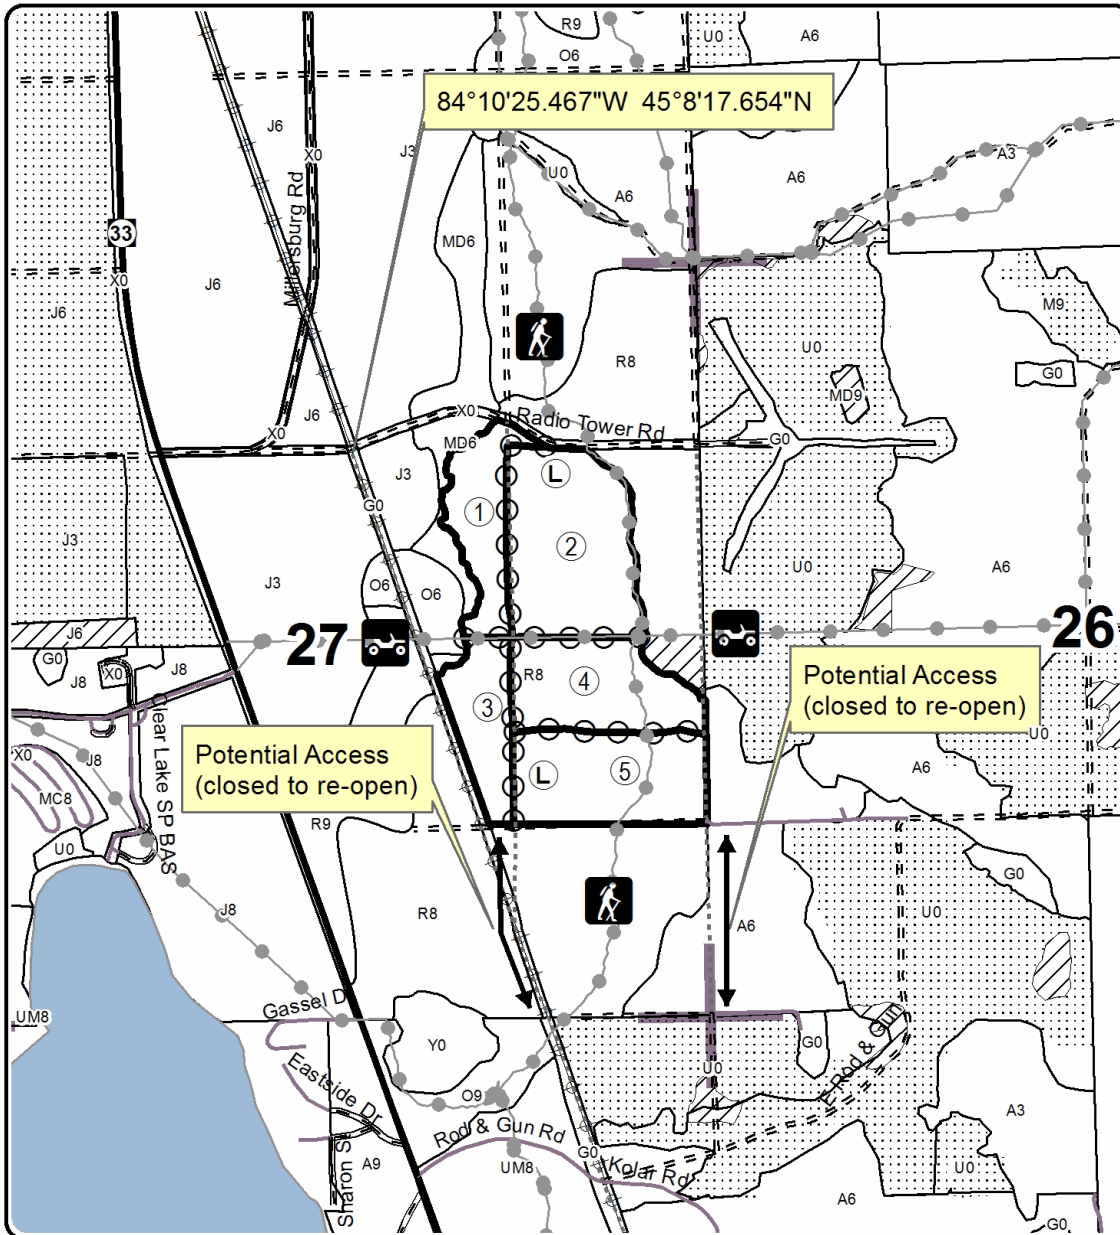 R9
U0
A6
O6
84°10'25.467"W 45°8'17.654"N
J6
X0
J3
A3
Millersburg Rd
U0
A6
A6
33
MD6
X0
J6
J6
M9
U0
R8
G0
MD9
J6
X0
Radio Tower Rd
X0
MD6
G0
J3
L
G0
1
J3
2
J3
U0
A6
O6
O6
27
26
J6
G0
J8
X0
J8
R8
4
Potential Access
(closed to re-open)
3
Clear Lake SP BAS
U0
Potential Access
(closed to re-open)
X0
J8
MC8
L
5
A6
R9
U0
G0
J8
R8
U0
A6
Gassel D
UM8
Y0
G0
E Rod & Gun
Eastside Dr
U0
O9
A3
Rod & Gun Rd
G0
Kolar Rd
UM8
A9
Sharon S
U0
A6
G0